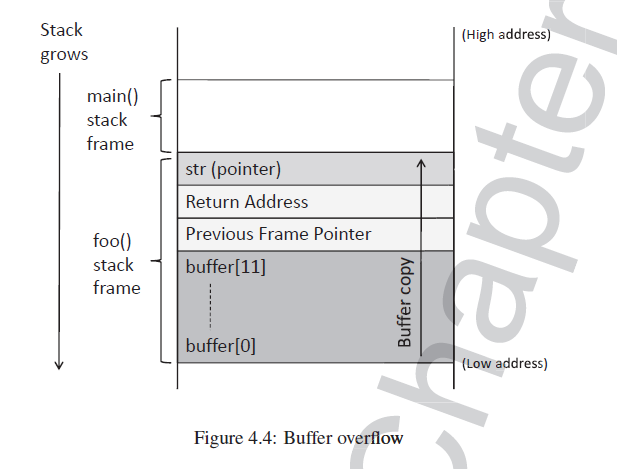 Stack
grows
(High address)
main()
stack
frame
str (pointer)
Return Address
Previous Frame Pointer
foo()
stack
frame
buffer[11]
buffer[0]
Buffer copy
(Low address)
Figure 4.4: Buffer overflow
Chapter